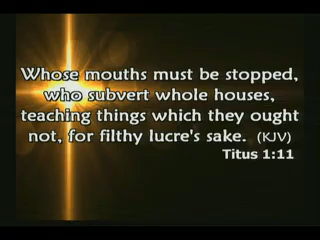 Whose mouths must be stopped,
who subvert whole houses,
teaching things which they ought
not, for filthy lucre's sake. (KJV)
Titus 1:11